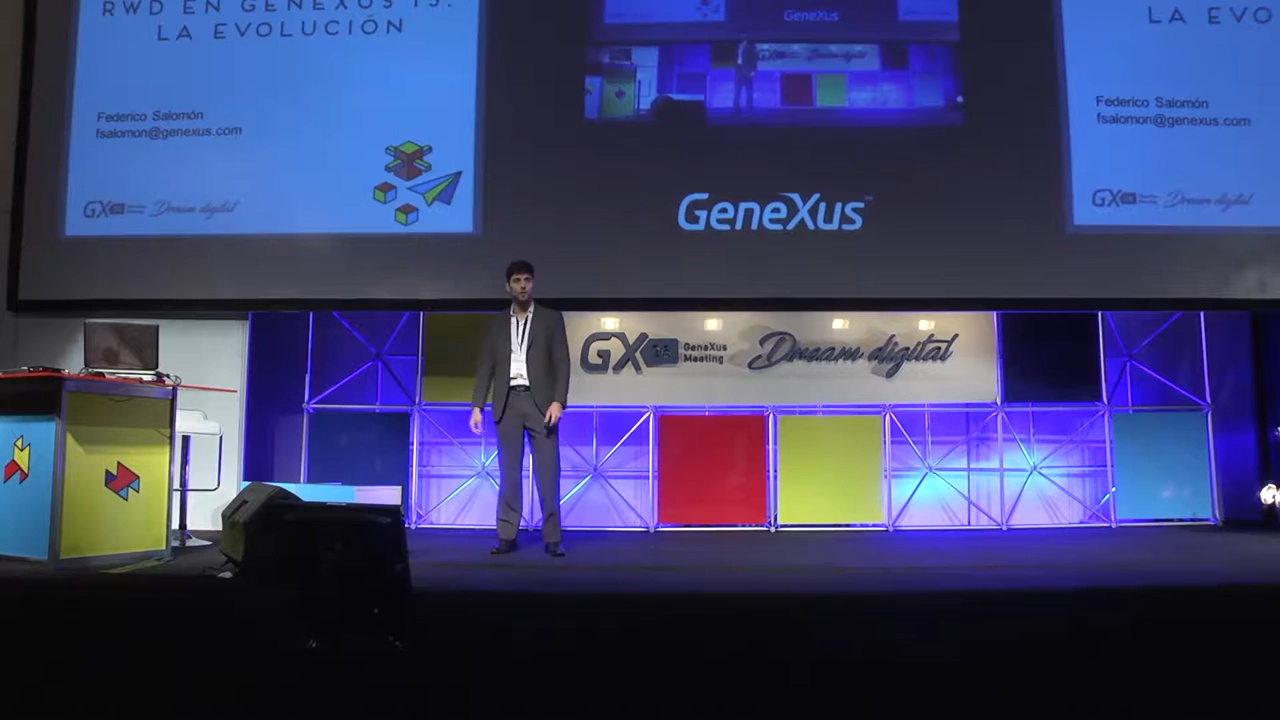 RWD EN GENEXUS 15:
LA EVOLUCIÓN
Federico Salomón
fsalomon@genexus.com
GX
Dream digital
GeneXus
GeneXus™
LA EVO
Federico Salomón
fsalomon@genexus.com
GX
Dream digital
GX
GeneXus
Meeting
Dream digital